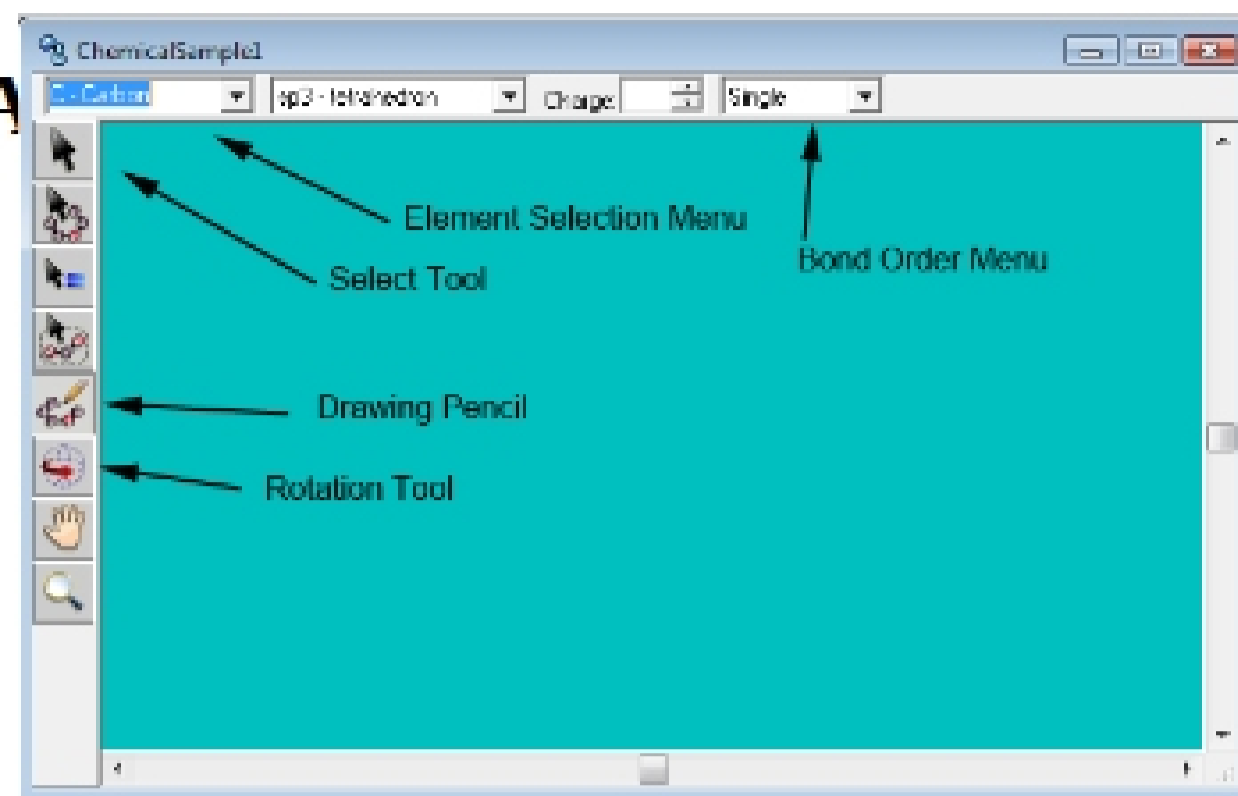 ChemicalSample1
C - Carbon sp3 - tetrahedron Charge: Single
Element Selection Menu
Bond Order Menu
Select Tool
Drawing Pencil
Rotation Tool